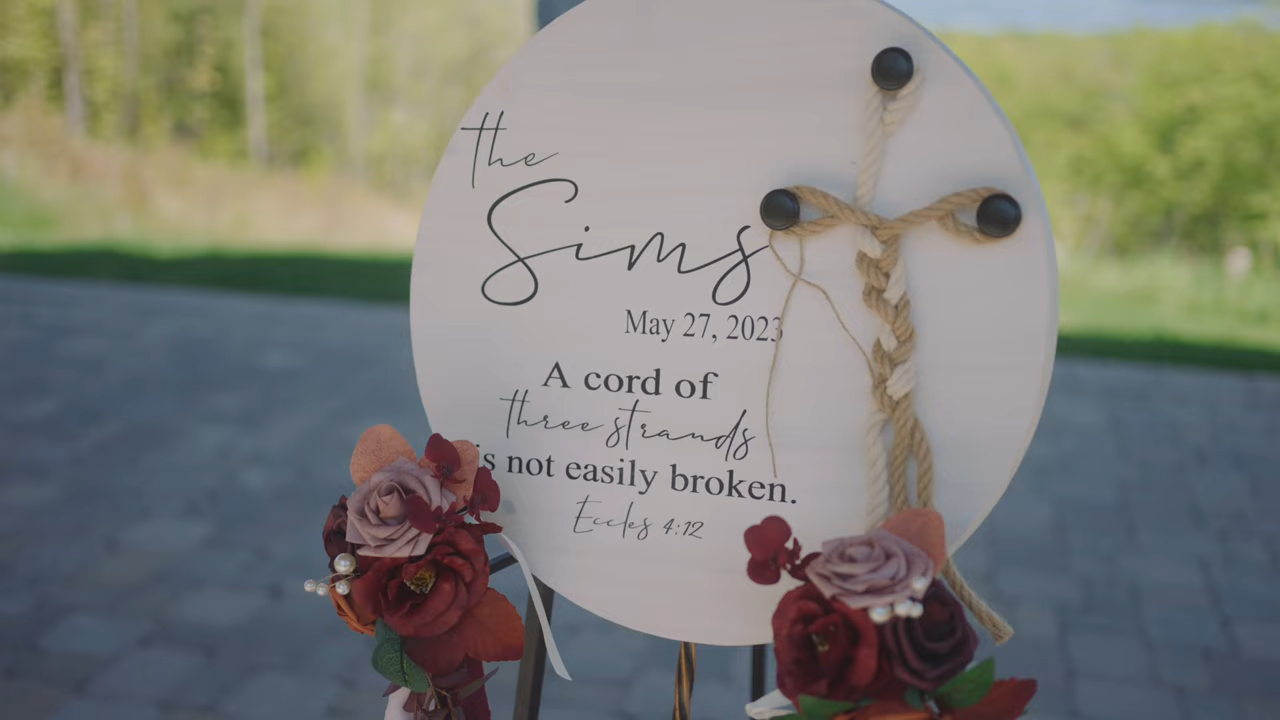 the
Sims
May 27, 2023
A cord of
three strands
is not easily broken.
Eccles 4:12